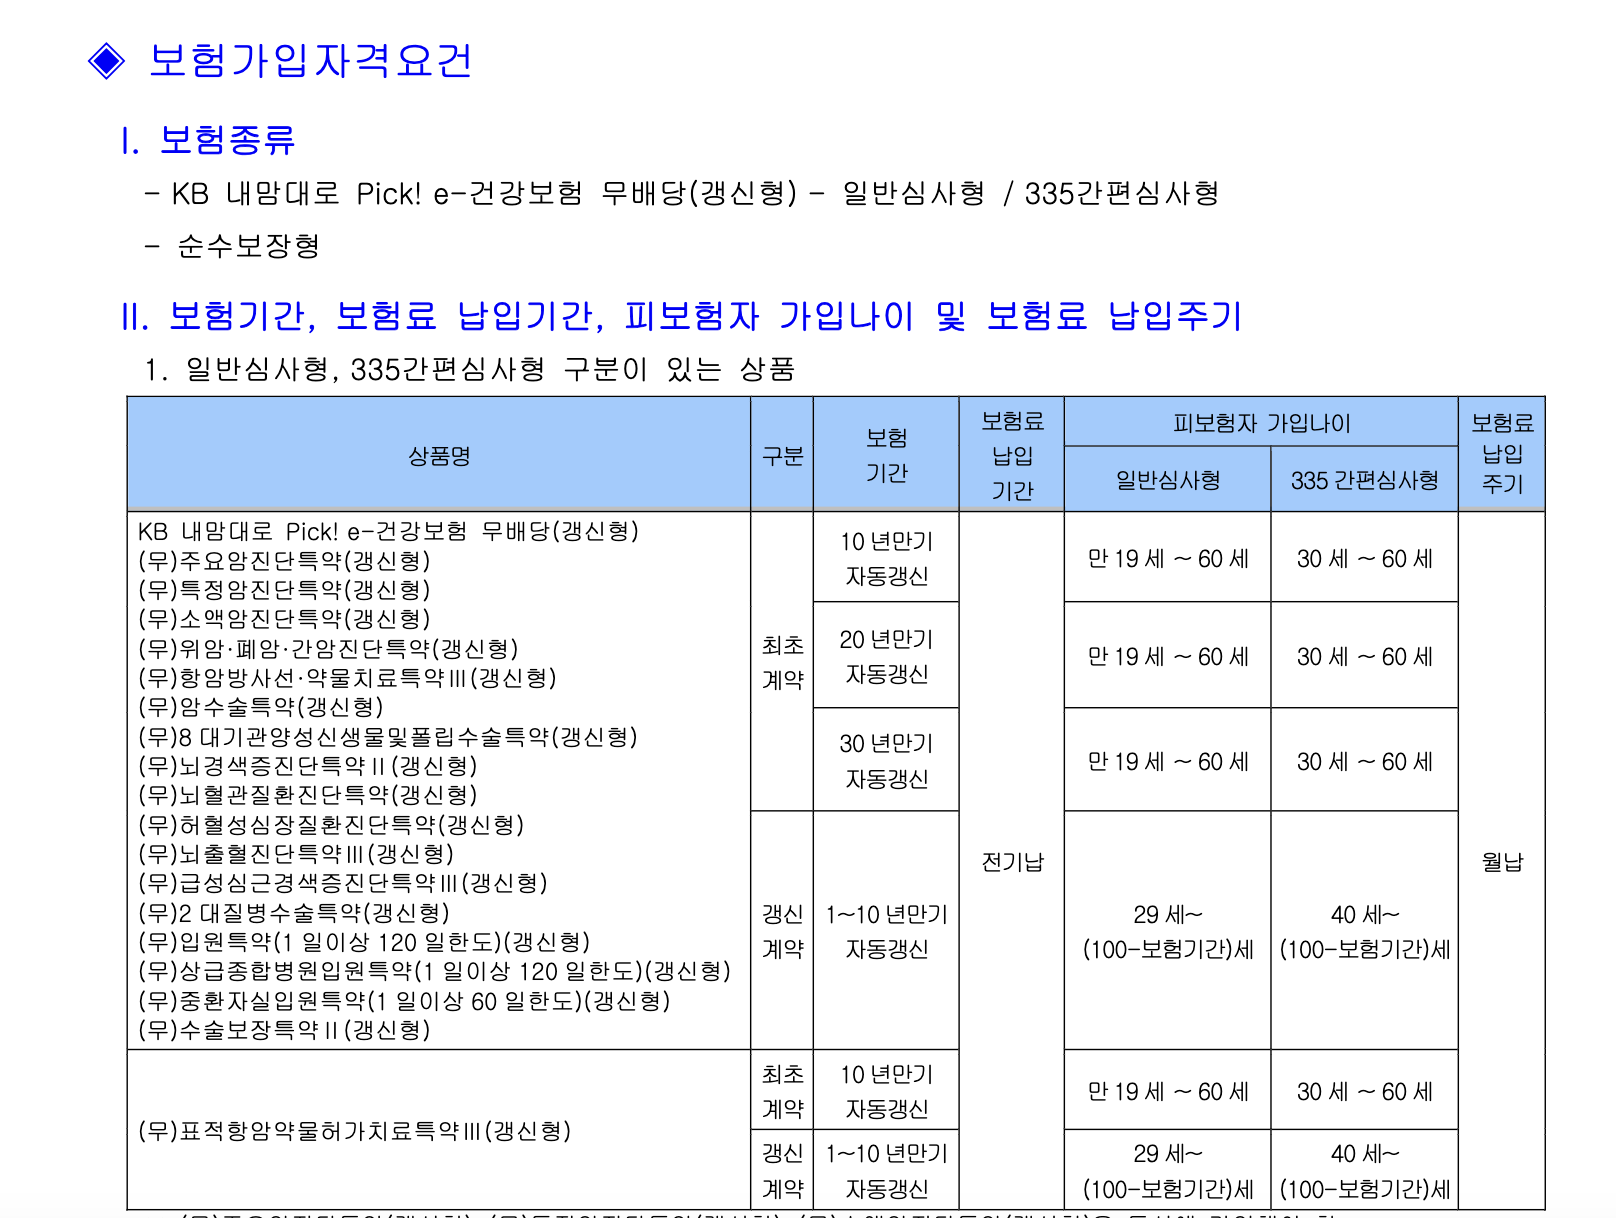 ◈ 보험가입자격요건
I. 보험종류
- KB 내맘대로 Pick! e-건강보험 무배당(갱신형) - 일반심사형 / 335간편심사형
- 순수보장형
II. 보험기간, 보험료 납입기간, 피보험자 가입나이 및 보험료 납입주기
1. 일반심사형, 335간편심사형 구분이 있는 상품
상품명
구분
보험
기간
보험료
납입
기간
피보험자 가입나이
일반심사형
335 간편심사형
보험료
납입
주기
KB 내맘대로 Pick! e-건강보험 무배당(갱신형)
(무)주요암진단특약(갱신형)
(무)특정암진단특약(갱신형)
(무)소액암진단특약(갱신형)
(무)위암·폐암·간암진단특약(갱신형)
(무)항암방사선·약물치료특약Ⅲ(갱신형)
(무)암수술특약(갱신형)
(무)8 대기관양성신생물및폴립수술특약(갱신형)
(무)뇌경색증진단특약Ⅱ(갱신형)
(무)뇌혈관질환진단특약(갱신형)
(무)허혈성심장질환진단특약(갱신형)
(무)뇌출혈진단특약Ⅲ(갱신형)
(무)급성심근경색증진단특약Ⅲ(갱신형)
(무)2 대질병수술특약(갱신형)
(무)입원특약(1 일이상 120 일한도)(갱신형)
(무)상급종합병원입원특약(1 일이상 120 일한도)(갱신형)
(무)중환자실입원특약(1 일이상 60 일한도)(갱신형)
(무)수술보장특약Ⅱ(갱신형)
최초
계약
10 년만기
자동갱신
전기납
만 19 세 ~ 60 세
30 세 ~ 60 세
월납
20 년만기
자동갱신
만 19 세 ~ 60 세
30 세 ~ 60 세
30 년만기
자동갱신
만 19 세 ~ 60 세
30 세 ~ 60 세
갱신
계약
1~10 년만기
자동갱신
29 세~
(100-보험기간)세
40 세~
(100-보험기간)세
(무)표적항암약물허가치료특약Ⅲ(갱신형)
최초
계약
10 년만기
자동갱신
만 19 세 ~ 60 세
30 세 ~ 60 세
갱신
계약
1~10 년만기
자동갱신
29 세~
(100-보험기간)세
40 세~
(100-보험기간)세